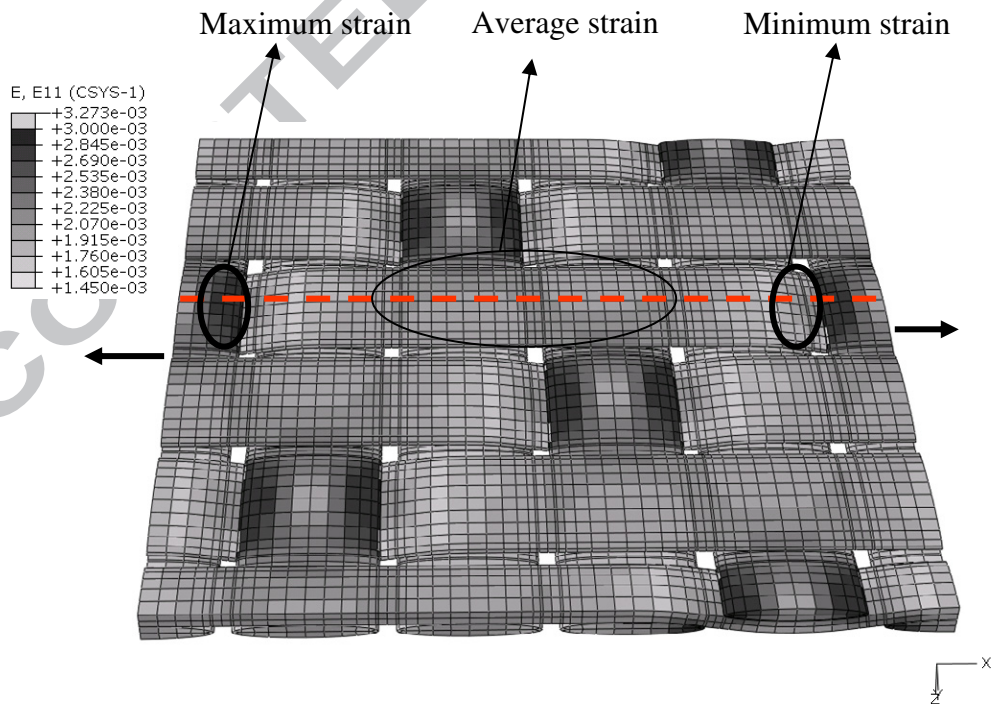 Maximum strain Average strain Minimum strain
E, E11 (CSYS-1)
+3.273e-03
+3.000e-03
+2.845e-03
+2.690e-03
+2.535e-03
+2.380e-03
+2.225e-03
+2.070e-03
+1.915e-03
+1.760e-03
+1.605e-03
+1.450e-03
X
Z